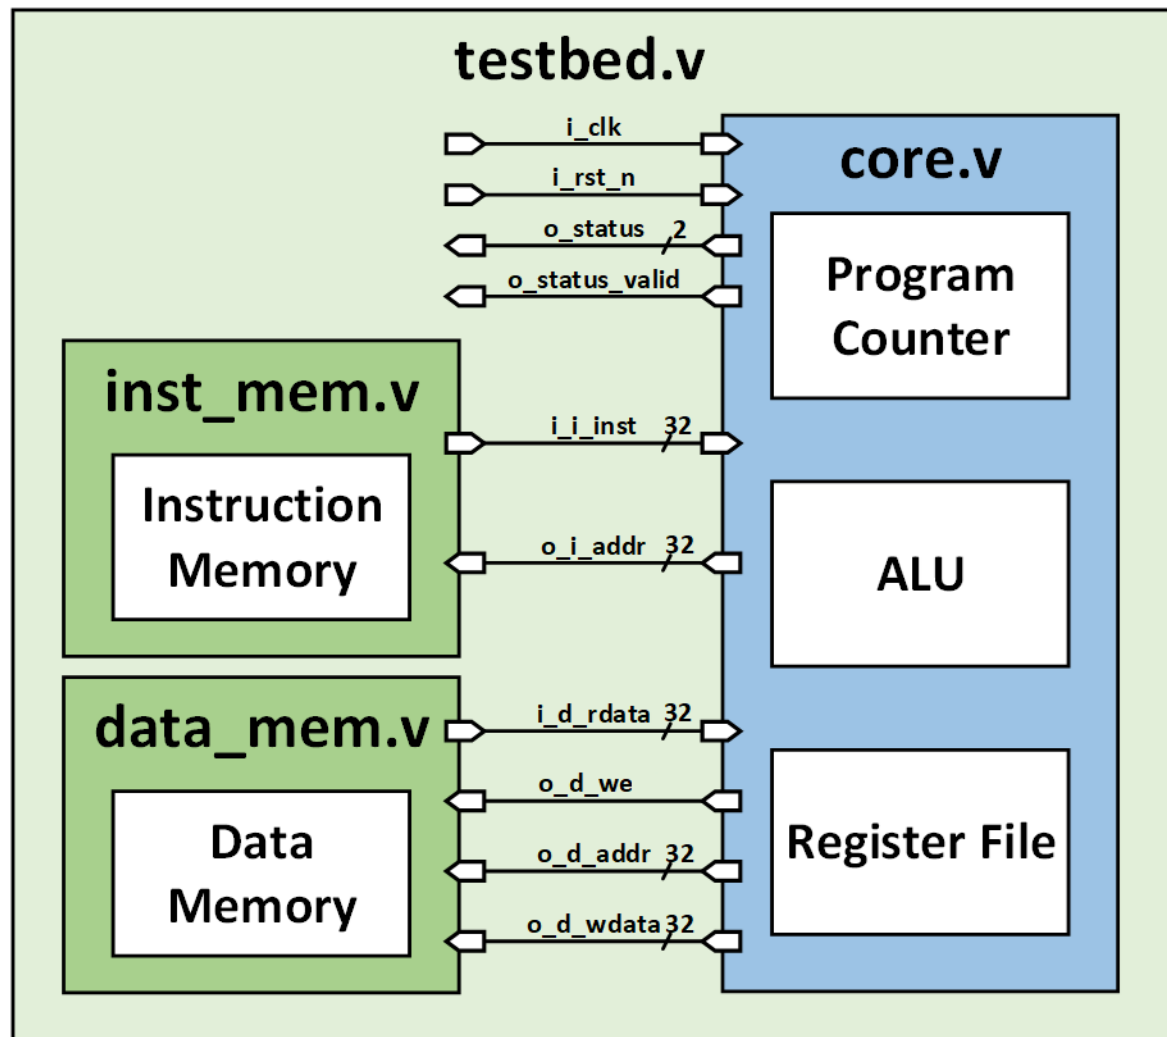 testbed.v
i_clk
core.v
i_rst_n
o_status 2
o_status_valid
Program
Counter
inst_mem.v
i_i_inst 32
Instruction
Memory
o_i_addr 32
ALU
data_mem.v
i_d_rdata 32
o_d_we
Data
Memory
o_d_addr 32
Register File
o_d_wdata 32